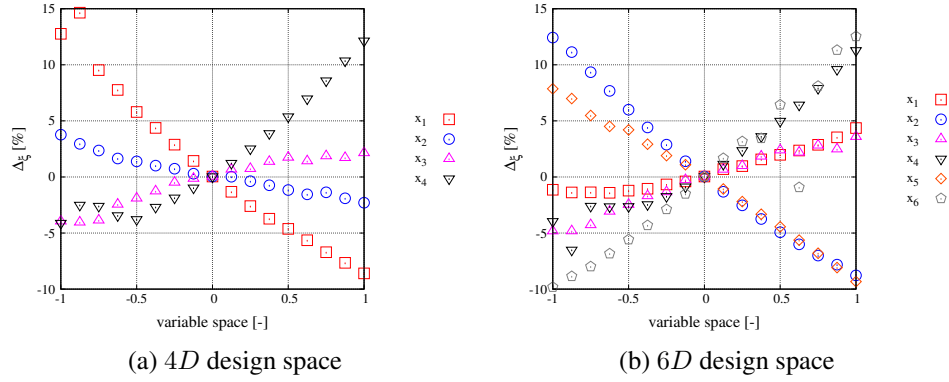 15
10
5
0
-5
-10
Δξ [%]
-1 -0.5 0 0.5 1
variable space [-]
x1
x2
x3
x4
(a) 4D design space
15
10
5
0
-5
-10
Δξ [%]
-1 -0.5 0 0.5 1
variable space [-]
x1
x2
x3
x4
x5
x6
(b) 6D design space